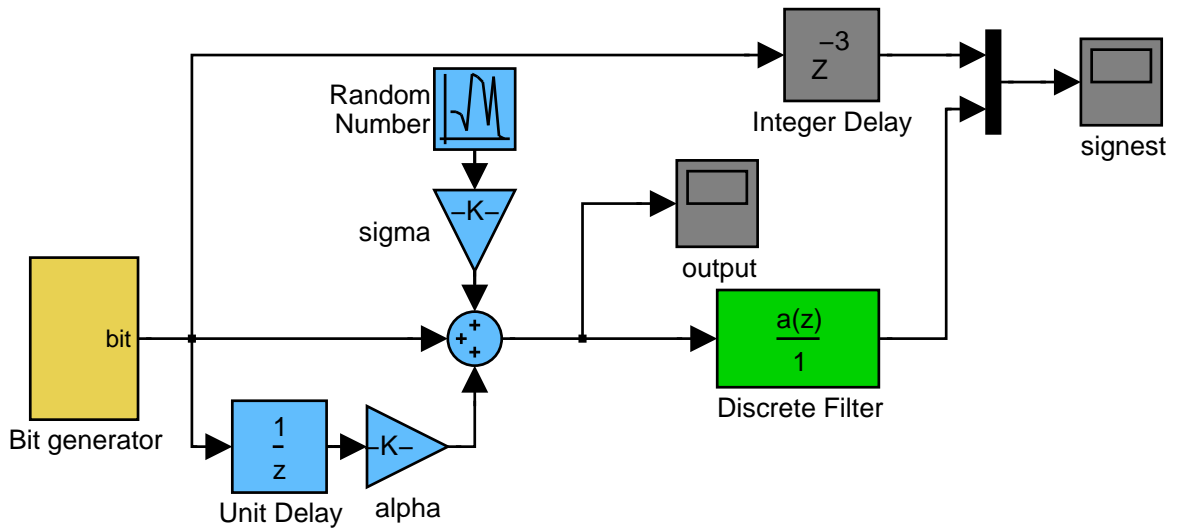 –3
Z
Integer Delay
signest
Random
Number
–K–
sigma
output
bit
Bit generator
+
+
+
a(z)
1
Discrete Filter
1
z
Unit Delay
–K–
alpha